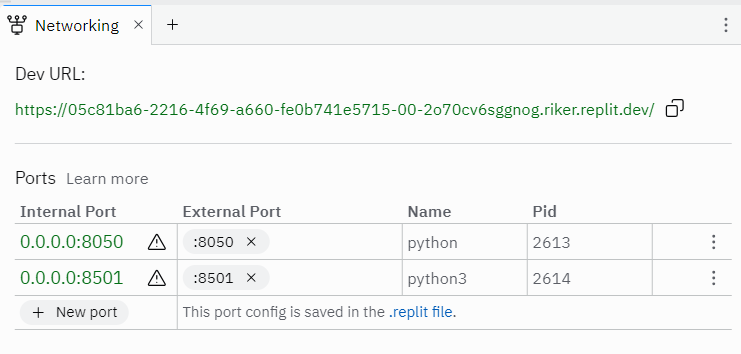 Networking
Dev URL:
https://05c81ba6-2216-4f69-a660-fe0b741e5715-00-2o70cv6sggnog.riker.replit.dev/
Ports Learn more
Internal Port External Port Name Pid
0.0.0.0:8050 :8050 python 2613
0.0.0.0:8501 :8501 python3 2614
New port This port config is saved in the .replit file.